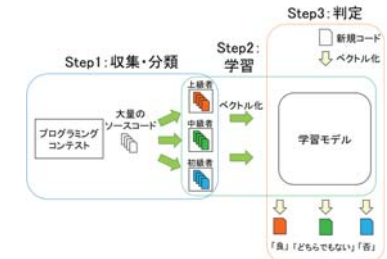 Step3:判定
新規コード
ベクトル化
Step1:収集・分類
Step2:
学習
上級者
中級者
初級者
大量の
ソースコード
プログラミング
コンテスト
ベクトル化
学習モデル
「良」
「どちらでもない」
「否」